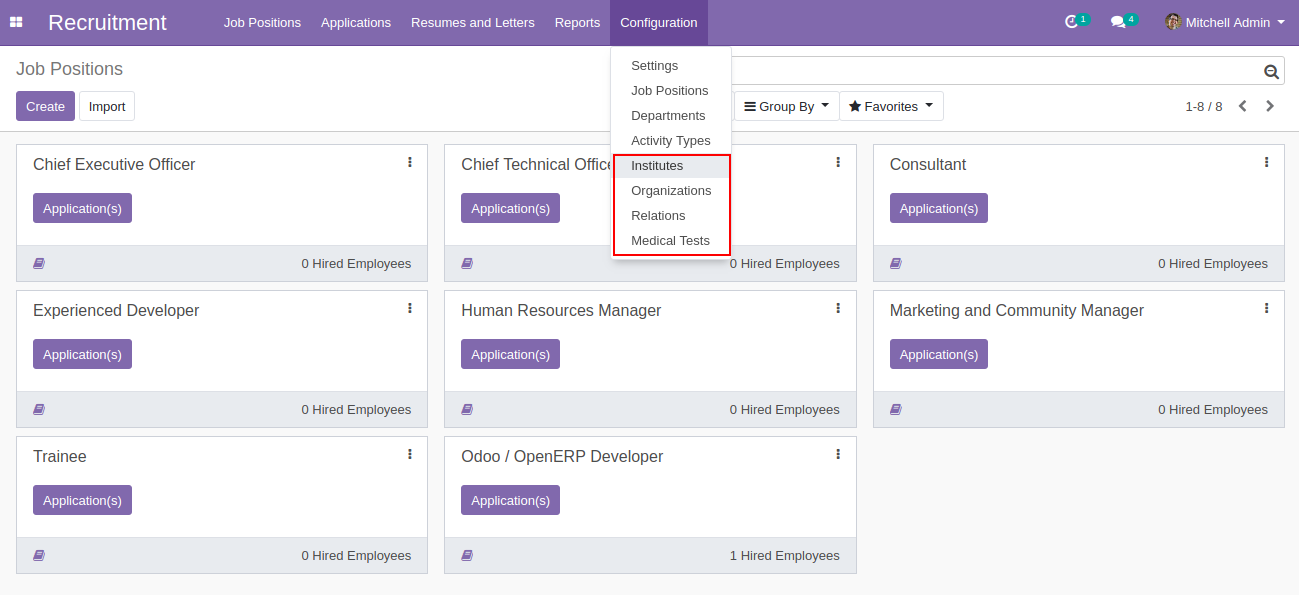 Recruitment Job Positions Applications Resumes and Letters Reports Configuration 1 4 Mitchell Admin
Job Positions
Create Import
Settings
Job Positions
Departments
Activity Types
Institutes
Organizations
Relations
Medical Tests
Group By Favorites 1-8 / 8
Chief Executive Officer
Application(s)
0 Hired Employees
Chief Technical Office
Application(s)
0 Hired Employees
Consultant
Application(s)
0 Hired Employees
Experienced Developer
Application(s)
0 Hired Employees
Human Resources Manager
Application(s)
0 Hired Employees
Marketing and Community Manager
Application(s)
0 Hired Employees
Trainee
Application(s)
0 Hired Employees
Odoo / OpenERP Developer
Application(s)
1 Hired Employees